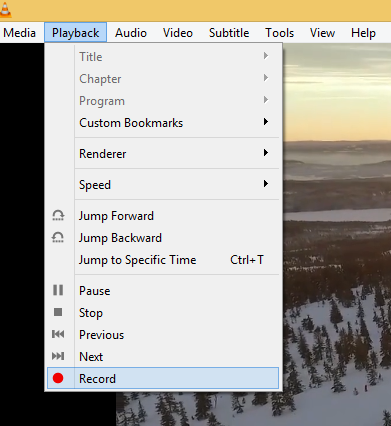 Media Playback Audio Video Subtitle Tools View Help
Title
Chapter
Program
Custom Bookmarks
Renderer
Speed
Jump Forward
Jump Backward
Jump to Specific Time Ctrl+T
Pause
Stop
Previous
Next
Record